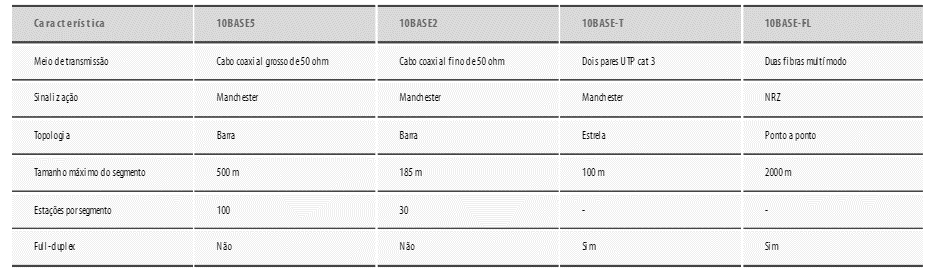 Característica 10BASE5 10BASE2 10BASE-T 10BASE-FL
Meio de transmissão Cabo coaxial grosso de 50 ohm Cabo coaxial fino de 50 ohm Dois pares UTP cat 3 Duas fibras multímodo
Sinalização Manchester Manchester Manchester NRZ
Topologia Barra Barra Estrela Ponto a ponto
Tamanho máximo do segmento 500 m 185 m 100 m 2000 m
Estações por segmento 100 30 - -
Full-duplex Não Não Sim Sim